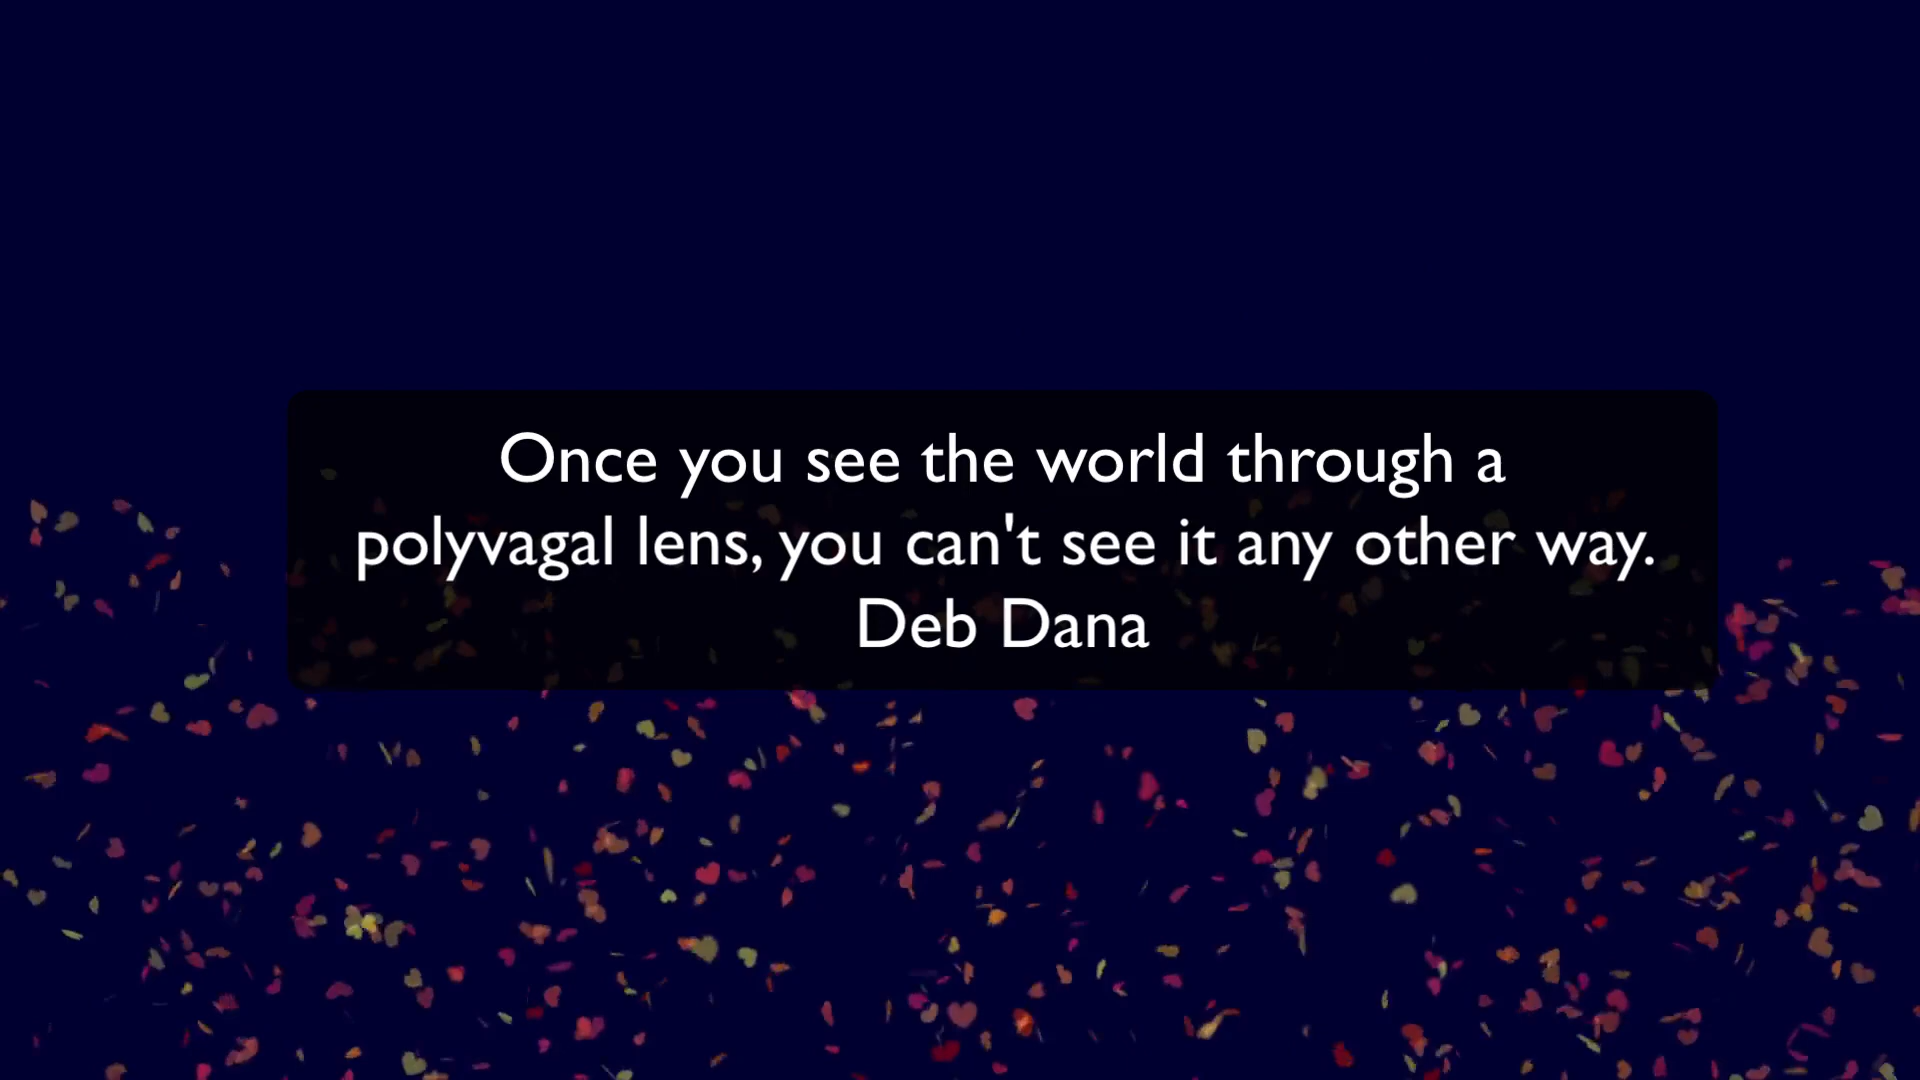 Once you see the world through a
polyvagal lens, you can't see it any other way.
Deb Dana